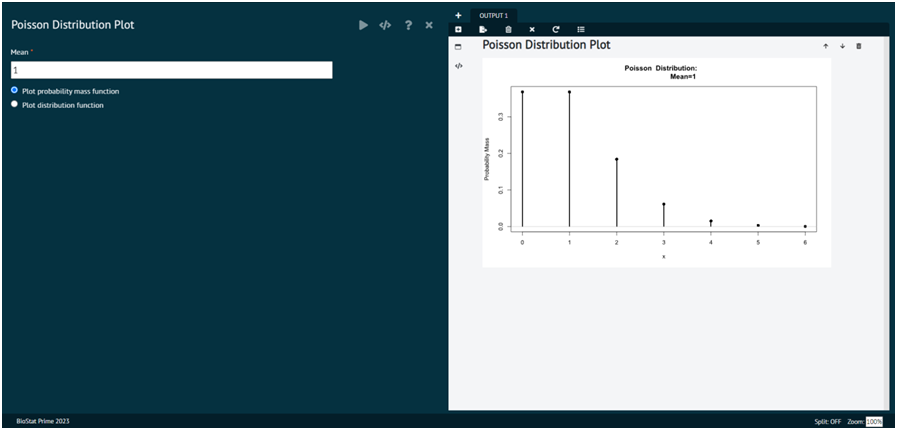 Poisson Distribution Plot
Mean *
1
Plot probability mass function
Plot distribution function
OUTPUT 1
Poisson Distribution Plot
Poisson Distribution:
Mean=1
Probability Mass
0.3
0.2
0.1
0.0
0 1 2 3 4 5 6
x
BioStat Prime 2023
Split: OFF Zoom: 100%